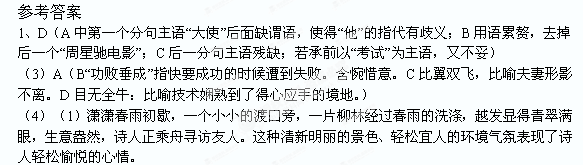 参考答案
1、D（A 中第一个分句主语“大使”后面缺谓语，使得“他”的指代有歧义；B 用语累赘，去掉
后一个“周星驰电影”；C 后一分句主语残缺；若承前以“考试”为主语，又不妥）
（3）A（B“功败垂成”指快要成功的时候遭到失败。含惋惜意。C 比翼双飞，比喻夫妻形影
不离。D 目无全牛：比喻技术娴熟到了得心应手的境地。）
（4）（1）潇潇春雨初歇，一个小小的渡口旁，一片柳林经过春雨的洗涤，越发显得青翠满
眼，生意盎然，诗人正乘舟寻访友人。这种清新明丽的景色、轻松宜人的环境气氛表现了诗
人轻松愉悦的心情。